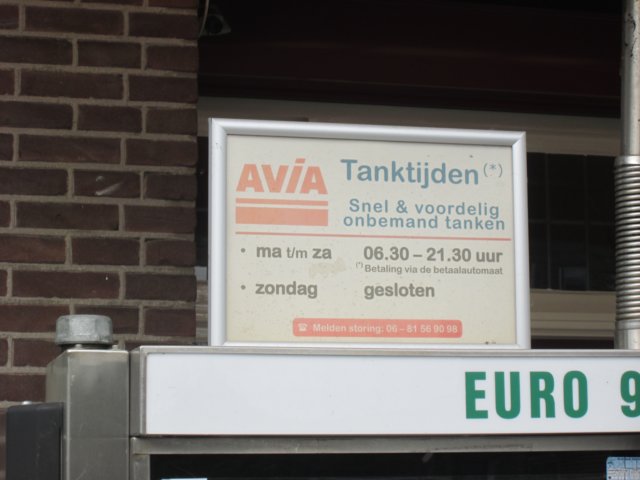 AVIA
Tanktijden (*)
Snel & voordelig
onbemand tanken
• ma t/m za 06.30 – 21.30 uur
(*) Betaling via de betaalautomaat
• zondag gesloten
☎ Melden storing: 06 – 81 56 90 98
EURO 9